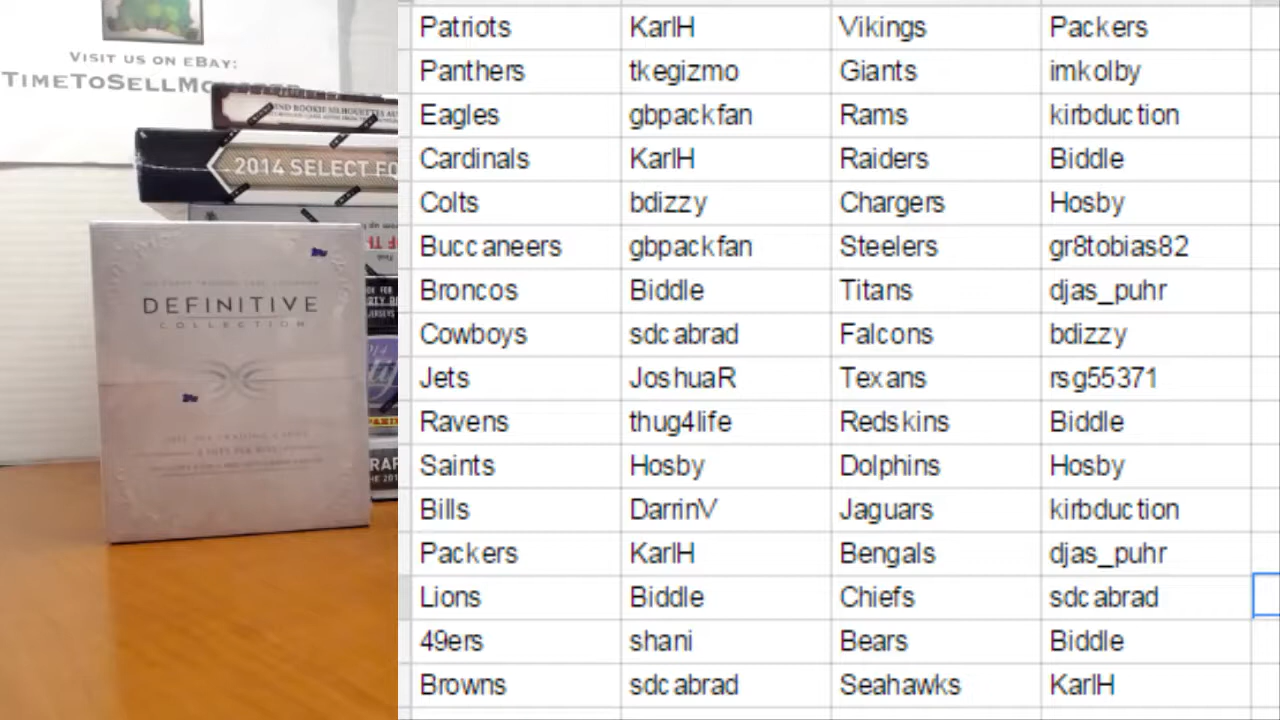 VISIT US ON EBAY:
2014 SELECT
DEFINITIVE
COLLECTION
Patriots KarlH Vikings Packers
Panthers tkegizmo Giants imkolby
Eagles gbpackfan Rams kirbduction
Cardinals KarlH Raiders Biddle
Colts bdizzy Chargers Hosby
Buccaneers gbpackfan Steelers gr8tobias82
Broncos Biddle Titans djas_puhr
Cowboys sdcabrad Falcons bdizzy
Jets JoshuaR Texans rsg55371
Ravens thug4life Redskins Biddle
Saints Hosby Dolphins Hosby
Bills DarrinV Jaguars kirbduction
Packers KarlH Bengals djas_puhr
Lions Biddle Chiefs sdcabrad
49ers shani Bears Biddle
Browns sdcabrad Seahawks KarlH